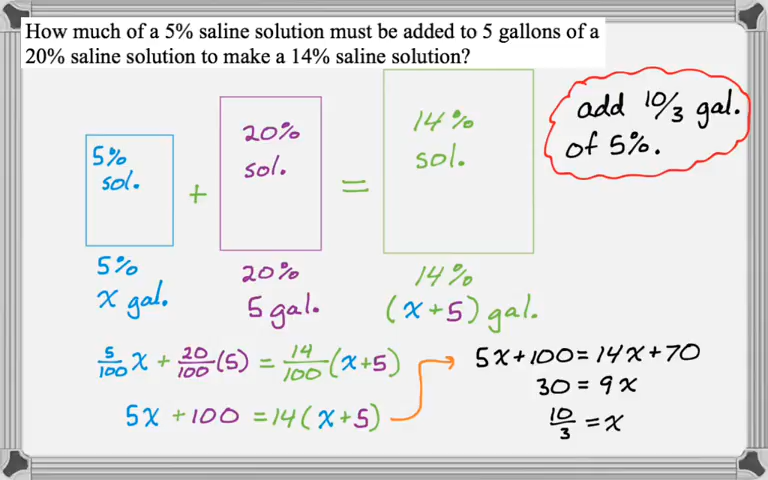 How much of a 5% saline solution must be added to 5 gallons of a
20% saline solution to make a 14% saline solution?
add 10/3 gal.
of 5%.
5%
sol.
+
20%
sol.
=
14%
sol.
5%
x gal.
20%
5 gal.
14%
(x+5) gal.
5/100 x + 20/100 (5) = 14/100 (x+5)
5x + 100 = 14(x+5)
5x+100=14x+70
30 = 9x
10/3 = x